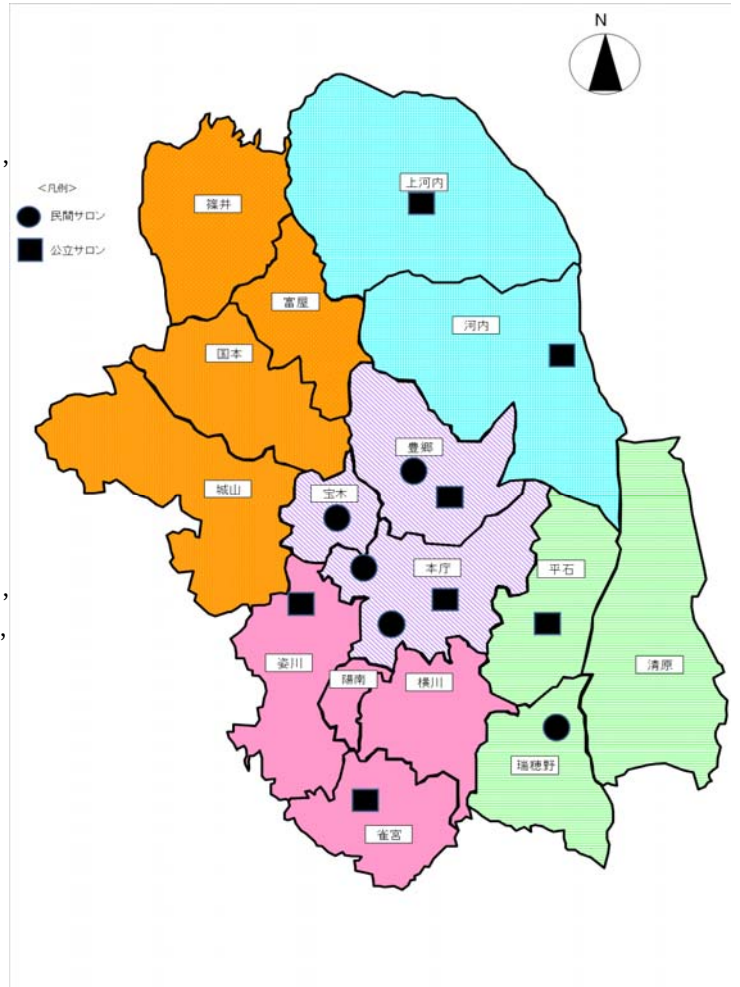 N
,
<凡例>
民間サロン
公立サロン
上河内
篠井
富屋
河内
国本
豊郷
城山
宝木
本庁
平石
,
,
姿川
陽南
横川
清原
瑞穂野
雀宮